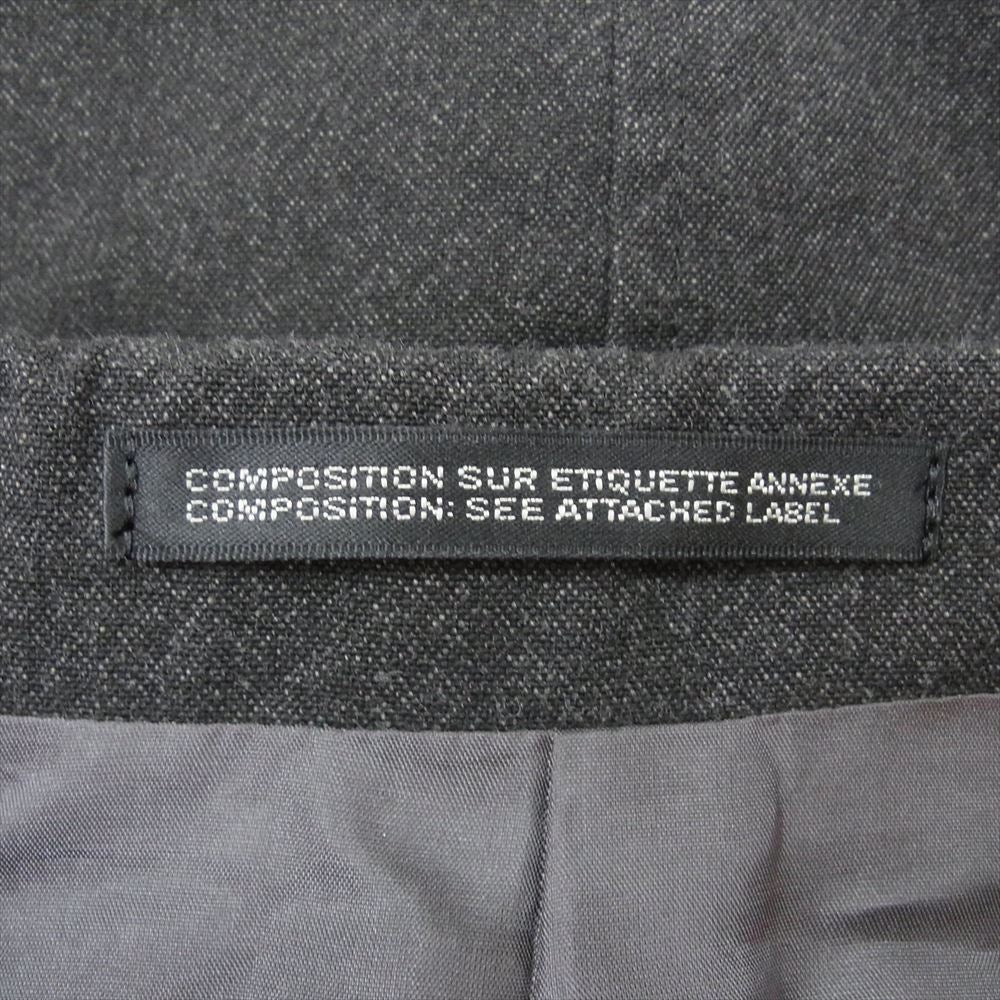 COMPOSITION SUR ETIQUETTE ANNEXE
COMPOSITION: SEE ATTACHED LABEL